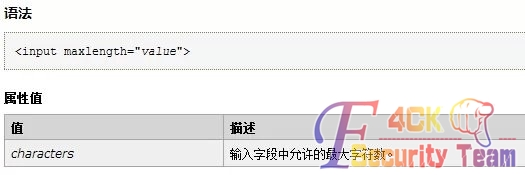 语法
<input maxlength="value">
属性值
值 描述
characters 输入字段中允许的最大字符数。
F4CK
Security Team